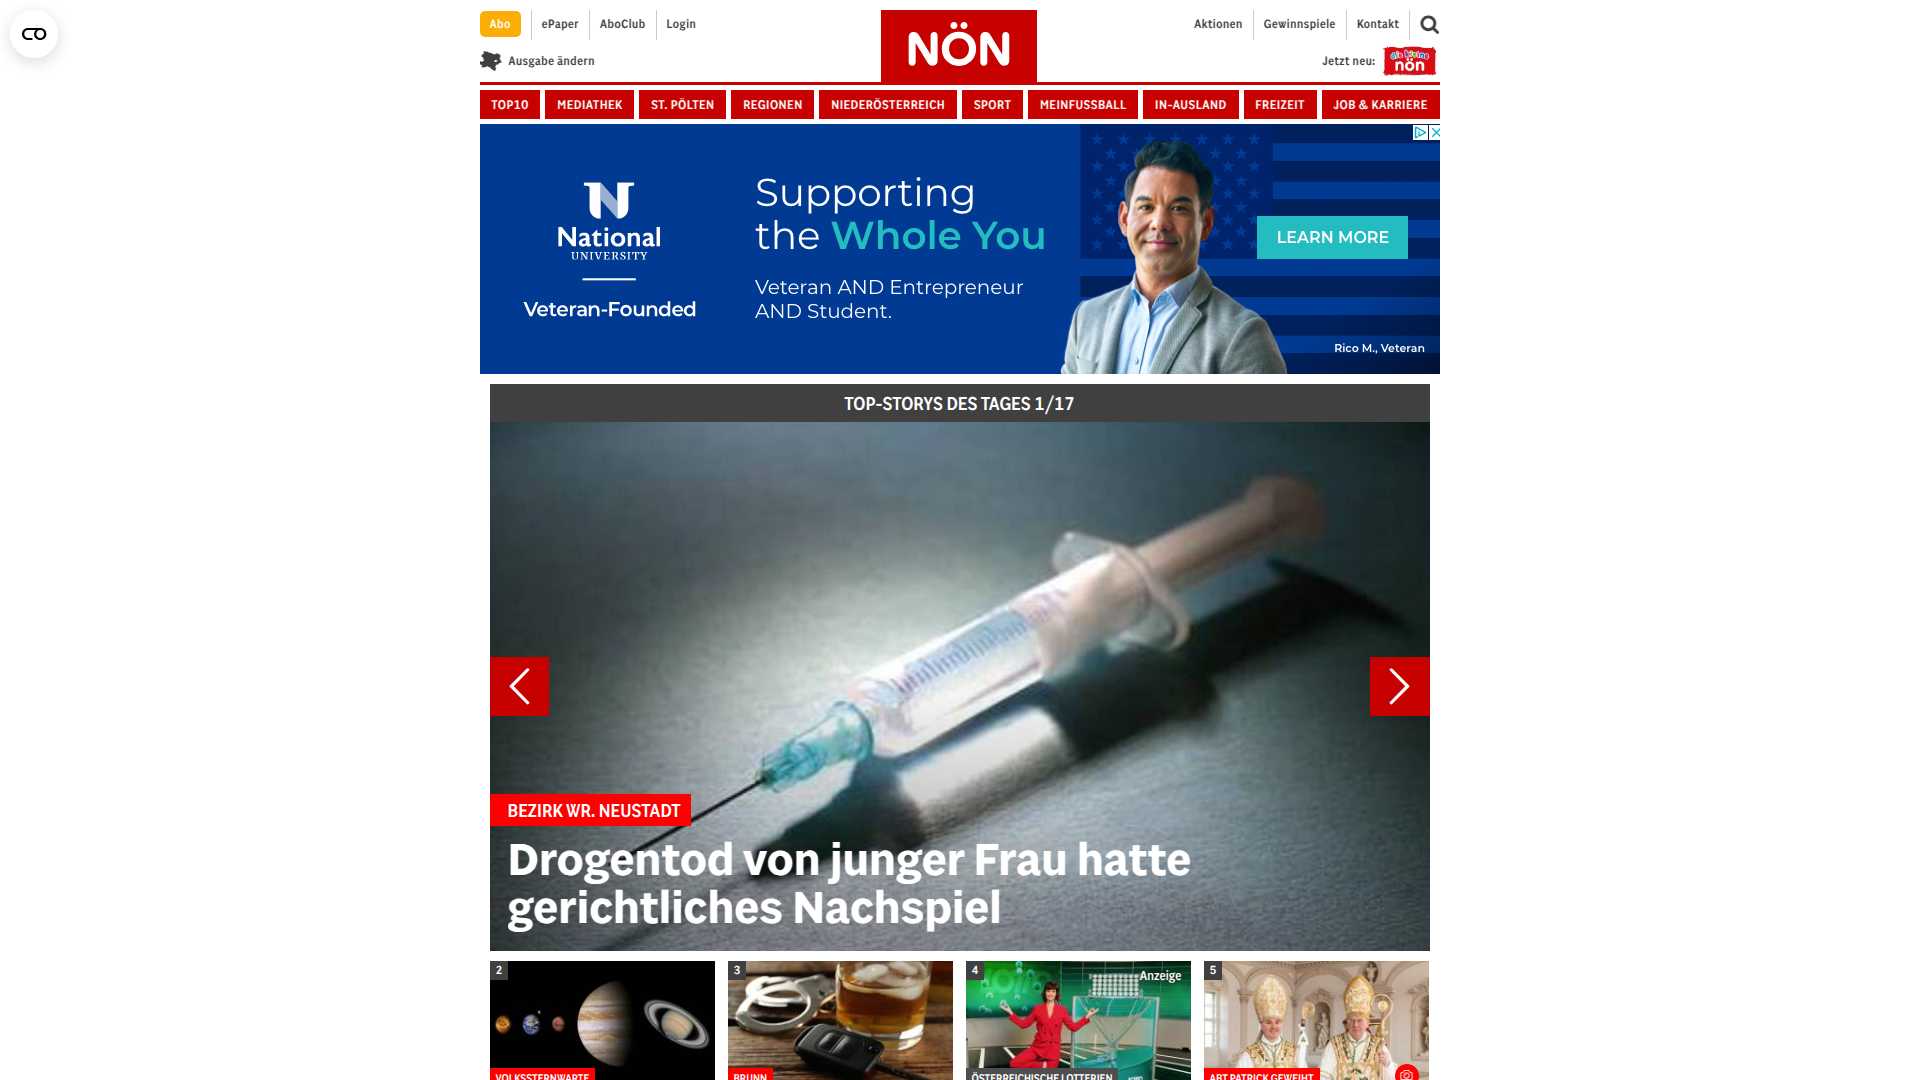 Abo
ePaper
AboClub
Login
NÖN
Aktionen
Gewinnspiele
Kontakt
Ausgabe ändern
Jetzt neu:
die kleine
nön
TOP10
MEDIATHEK
ST. PÖLTEN
REGIONEN
NIEDERÖSTERREICH
SPORT
MEINFUSSBALL
IN-AUSLAND
FREIZEIT
JOB & KARRIERE
N
National
UNIVERSITY
Veteran-Founded
Supporting
the Whole You
Veteran AND Entrepreneur
AND Student.
LEARN MORE
Rico M., Veteran
TOP-STORYS DES TAGES 1/17
BEZIRK WR. NEUSTADT
Drogentod von junger Frau hatte
gerichtliches Nachspiel
2
3
4
Anzeige
5
VOLKSSTERNWARTE
BRUNN
ÖSTERREICHISCHE LOTTERIEN
ABT PATRICK GEWEIHT